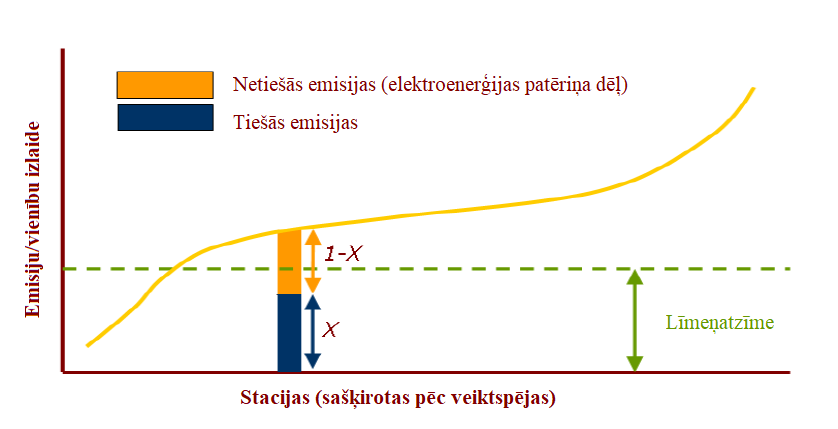 Netiešās emisijas (elektroenerģijas patēriņa dēļ)
Tiešās emisijas
Emisiju/vienību izlaide
1-X
X
Līmeņatzīme
Stacijas (sašķirotas pēc veiktspējas)